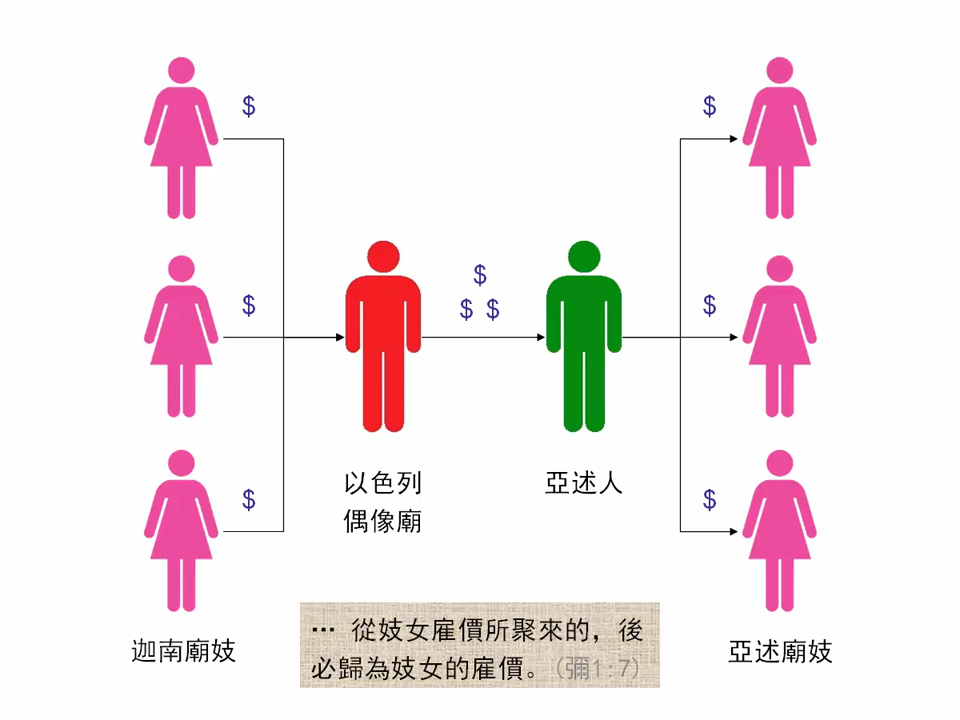 $ $
$
$ $ $ $
$ $
以色列
偶像廟
亞述人
迦南廟妓
亞述廟妓
… 從妓女雇價所聚來的，後
必歸為妓女的雇價。(彌1:7)